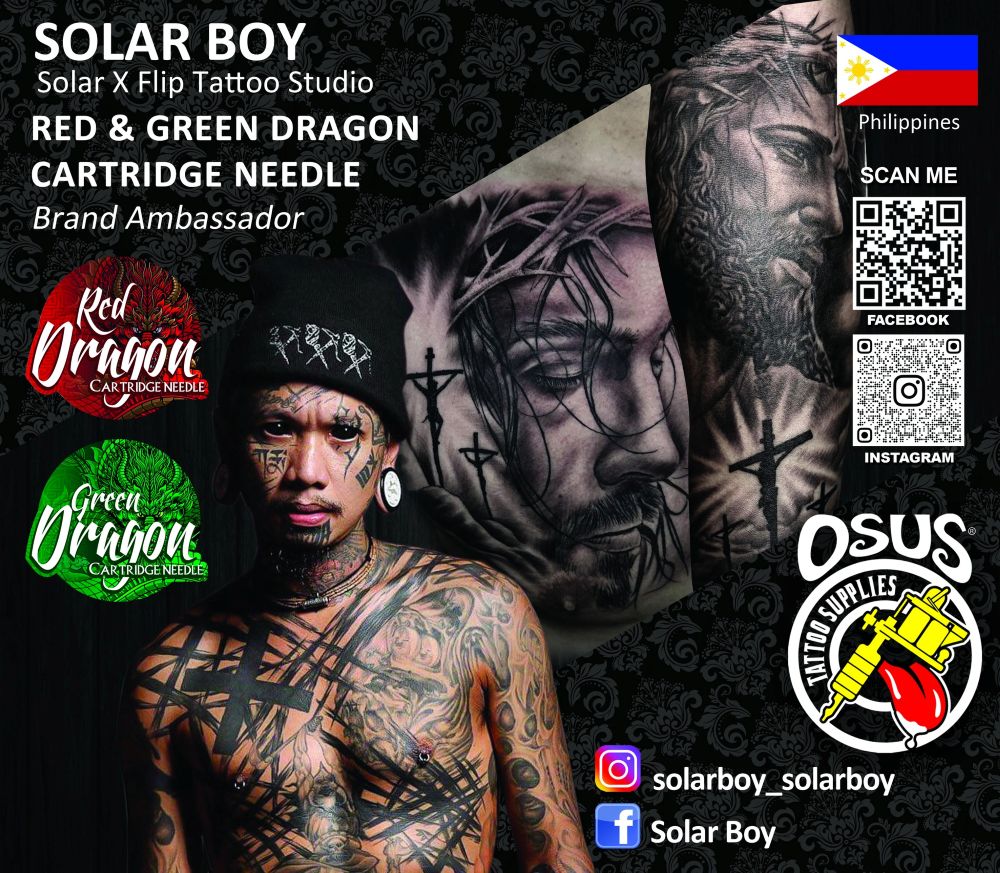 SOLAR BOY
Solar X Flip Tattoo Studio
RED & GREEN DRAGON
CARTRIDGE NEEDLE
Brand Ambassador
Philippines
SCAN ME
FACEBOOK
INSTAGRAM
Red
Dragon
CARTRIDGE NEEDLE
Green
Dragon
CARTRIDGE NEEDLE
OSUS®
TATTOO SUPPLIES
solarboy_solarboy
Solar Boy